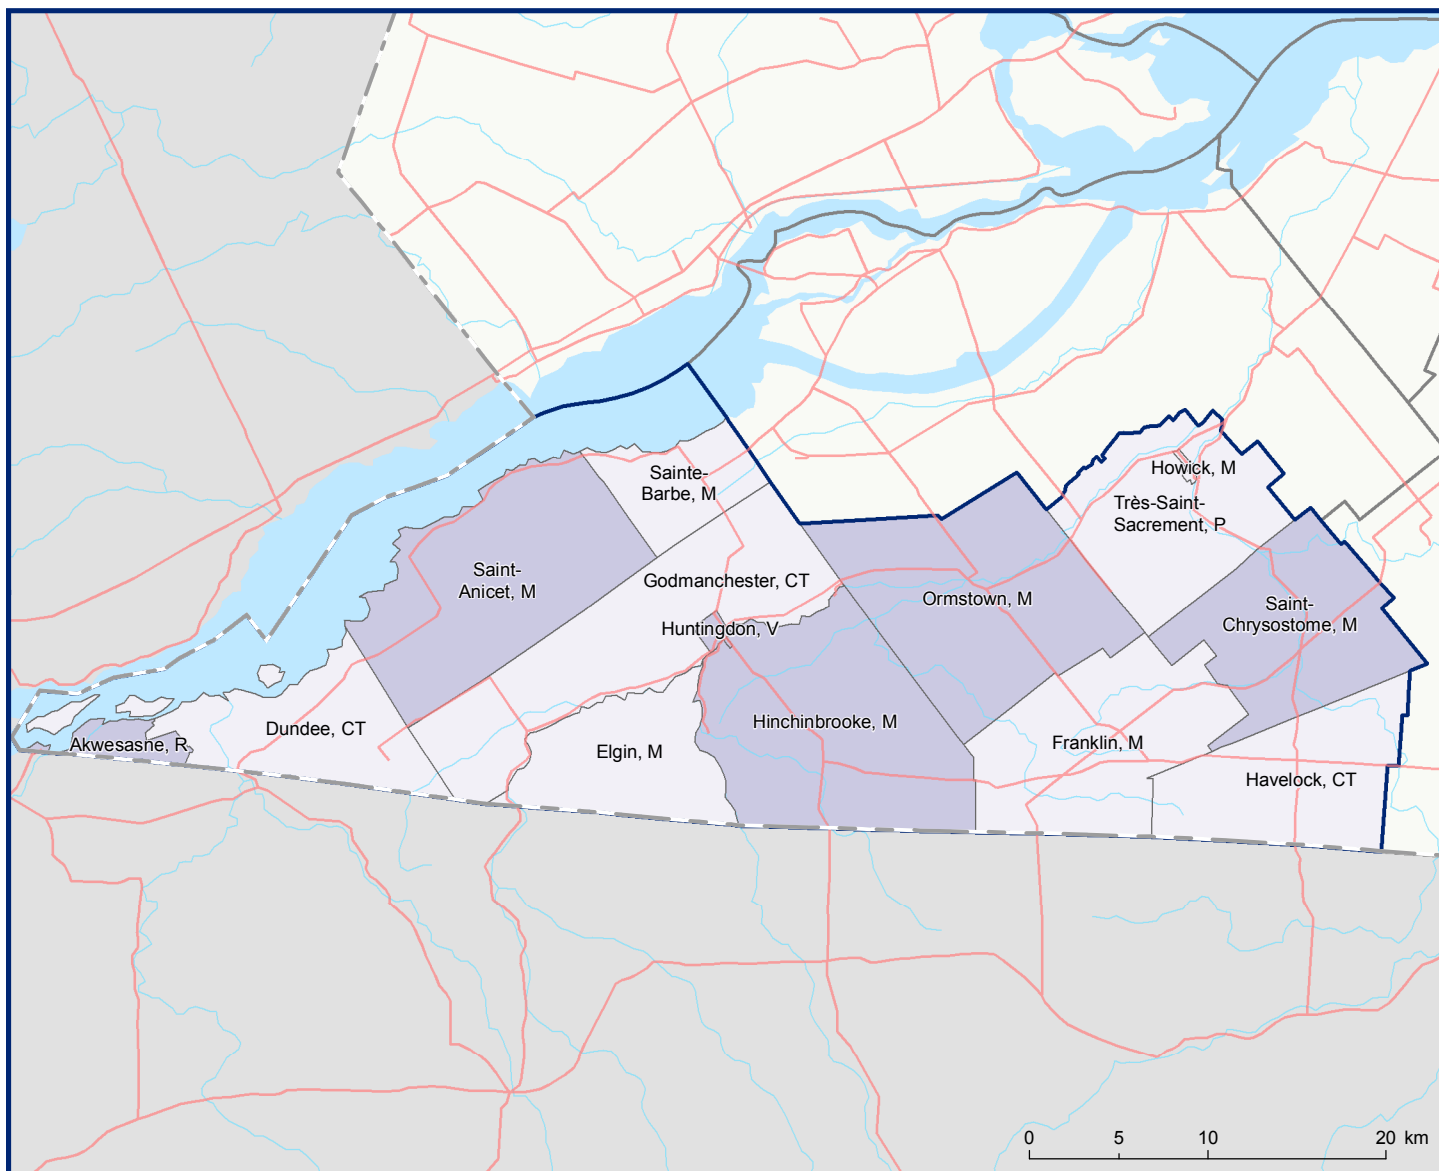 Howick, M
Sainte-
Barbe, M
Très-Saint-
Sacrement, P
Saint-
Anicet, M
Godmanchester, CT
Ormstown, M
Saint-
Chrysostome, M
Huntingdon, V
Hinchinbrooke, M
Dundee, CT
Akwesasne, R
Elgin, M
Franklin, M
Havelock, CT
0 5 10 20 km